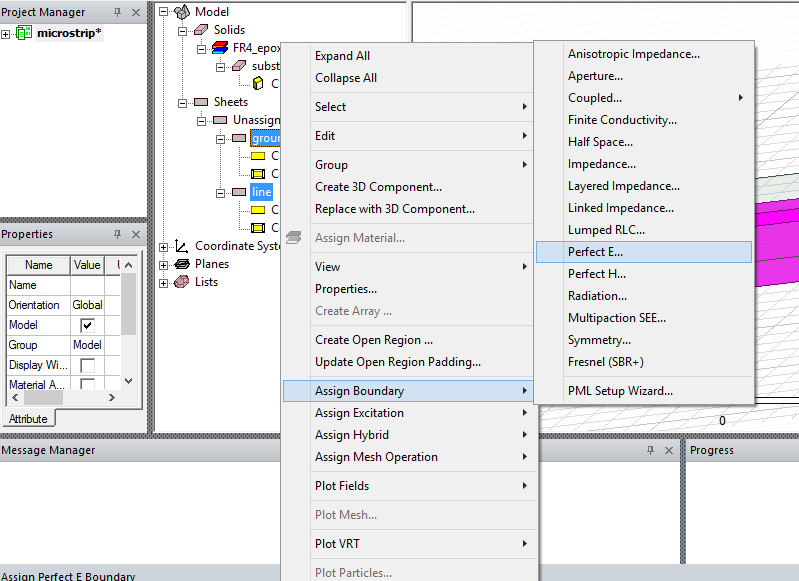 Project Manager
microstrip*
Model
Solids
FR4_epox
subst
C
Sheets
Unassign
groun
C
C
line
C
C
Coordinate Syst
Planes
Lists
Properties
Name Value U
Name
Orientation Global
Model
Group Model
Display Wi...
Material A...
Attribute
Expand All
Collapse All
Select
Edit
Group
Create 3D Component...
Replace with 3D Component...
Assign Material...
View
Properties...
Create Array ...
Create Open Region ...
Update Open Region Padding...
Assign Boundary
Assign Excitation
Assign Hybrid
Assign Mesh Operation
Plot Fields
Plot Mesh...
Plot VRT
Plot Particles...
Anisotropic Impedance...
Aperture...
Coupled...
Finite Conductivity...
Half Space...
Impedance...
Layered Impedance...
Linked Impedance...
Lumped RLC...
Perfect E...
Perfect H...
Radiation...
Multipaction SEE...
Symmetry...
Fresnel (SBR+)
PML Setup Wizard...
0
Message Manager
Progress
Assign Perfect E Boundary